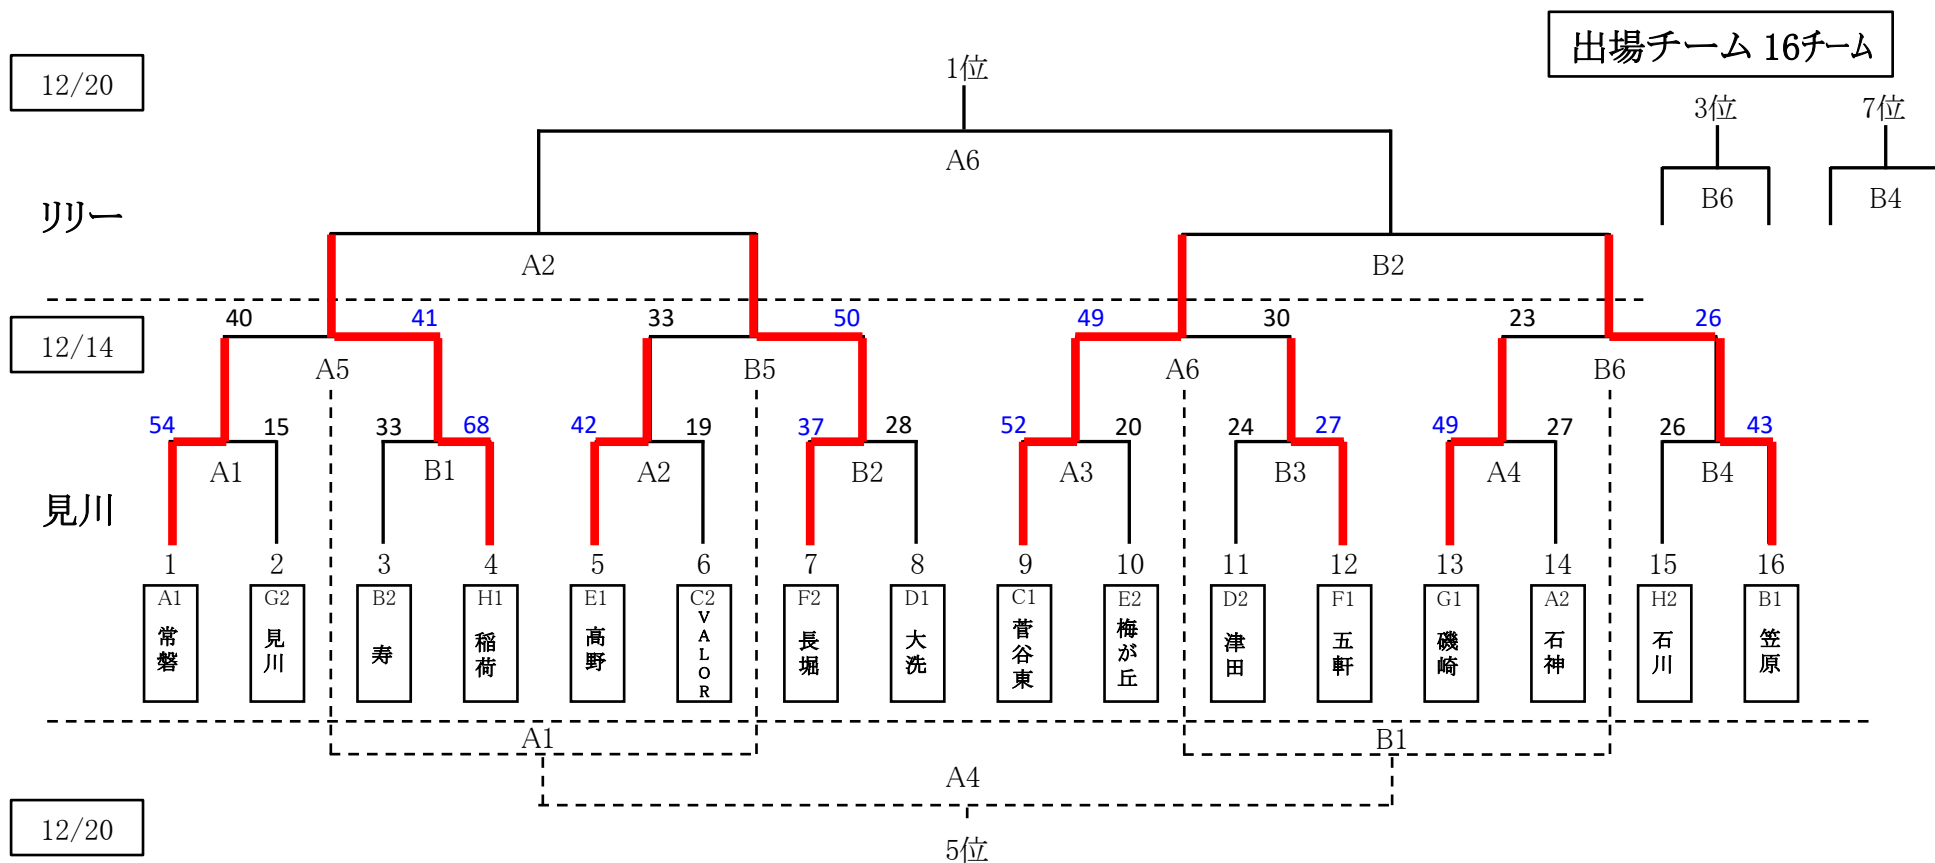 出場チーム 16チーム
12/20
1位
3位
7位
A6
B6
B4
リリー
A2
B2
12/14
40
41
33
50
49
30
23
26
A5
B5
A6
B6
54
15
33
68
42
19
37
28
52
20
24
27
49
27
26
43
A1
B1
A2
B2
A3
B3
A4
B4
見川
1
2
3
4
5
6
7
8
9
10
11
12
13
14
15
16
A1
常磐
G2
見川
B2
寿
H1
稲荷
E1
高野
C2
VALOR
F2
長堀
D1
大洗
C1
菅谷東
E2
梅が丘
D2
津田
F1
五軒
G1
磯崎
A2
石神
H2
石川
B1
笠原
A1
B1
A4
12/20
5位